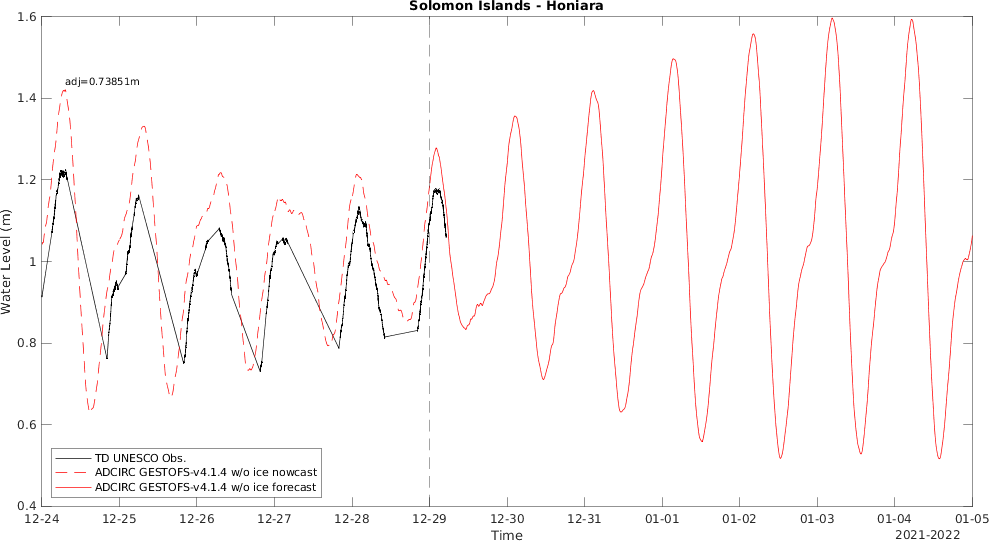 Solomon Islands - Honiara
1.6
adj=0.73851m
1.4
1.2
1
0.8
0.6
0.4
Water Level (m)
TD UNESCO Obs.
ADCIRC GESTOFS-v4.1.4 w/o ice nowcast
ADCIRC GESTOFS-v4.1.4 w/o ice forecast
12-24 12-25 12-26 12-27 12-28 12-29 12-30 12-31 01-01 01-02 01-03 01-04 01-05
Time
2021-2022